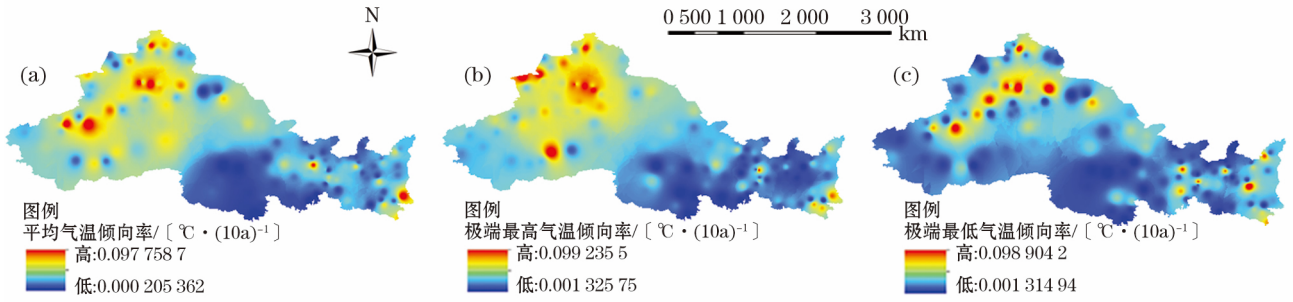 N
0 500 1 000 2 000 3 000
km
(a)
(b)
(c)
图例
平均气温倾向率/〔℃·(10a)⁻¹〕
高:0.097 758 7
低:0.000 205 362
图例
极端最高气温倾向率/〔℃·(10a)⁻¹〕
高:0.099 235 5
低:0.001 325 75
图例
极端最低气温倾向率/〔℃·(10a)⁻¹〕
高:0.098 904 2
低:0.001 314 94